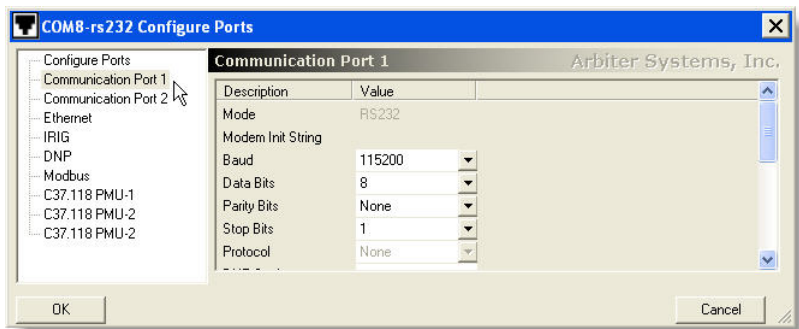 COM8-rs232 Configure Ports
Configure Ports
Communication Port 1
Communication Port 2
Ethernet
IRIG
DNP
Modbus
C37.118 PMU-1
C37.118 PMU-2
C37.118 PMU-2
Communication Port 1 Arbiter Systems, Inc.
Description Value
Mode RS232
Modem Init String
Baud 115200
Data Bits 8
Parity Bits None
Stop Bits 1
Protocol None
OK Cancel